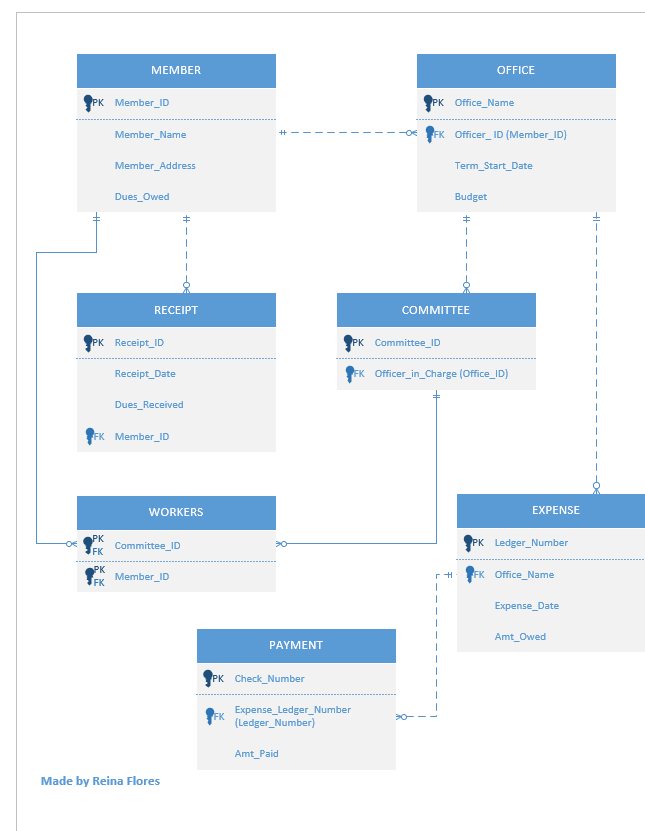 MEMBER
PK Member_ID
Member_Name
Member_Address
Dues_Owed
OFFICE
PK Office_Name
FK Officer_ ID (Member_ID)
Term_Start_Date
Budget
RECEIPT
PK Receipt_ID
Receipt_Date
Dues_Received
FK Member_ID
COMMITTEE
PK Committee_ID
FK Officer_in_Charge (Office_ID)
WORKERS
PK
FK Committee_ID
PK
FK Member_ID
EXPENSE
PK Ledger_Number
FK Office_Name
Expense_Date
Amt_Owed
PAYMENT
PK Check_Number
FK Expense_Ledger_Number
(Ledger_Number)
Amt_Paid
Made by Reina Flores